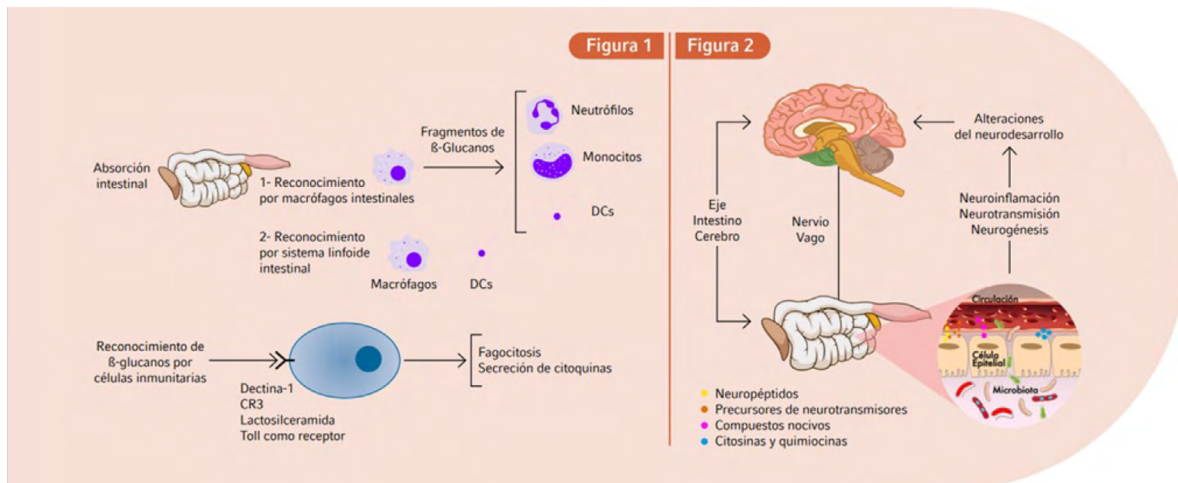 Figura 1
Figura 2
Absorción
intestinal
1- Reconocimiento
por macrófagos intestinales
Fragmentos de
ß-Glucanos
Neutrófilos
Monocitos
DCs
2- Reconocimiento
por sistema linfoide
intestinal
Macrófagos
DCs
Reconocimiento de
ß-glucanos por
células inmunitarias
Dectina-1
CR3
Lactosilceramida
Toll como receptor
Fagocitosis
Secreción de citoquinas
Alteraciones
del neurodesarrollo
Eje
Intestino
Cerebro
Nervio
Vago
Neuroinflamación
Neurotransmisión
Neurogénesis
Circulación
Célula
Epitelial
Microbiota
Neuropéptidos
Precursores de neurotransmisores
Compuestos nocivos
Citosinas y quimiocinas